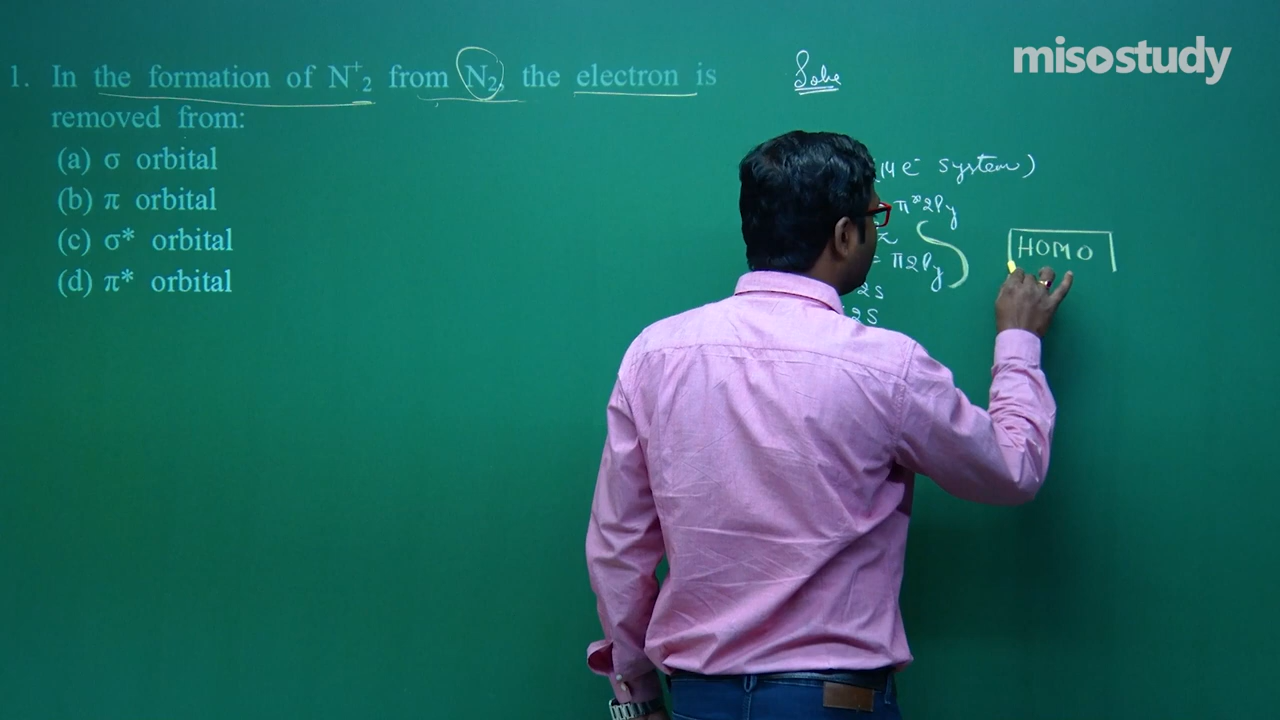 misostudy
1. In the formation of N⁺₂ from N₂, the electron is
removed from:
(a) σ orbital
(b) π orbital
(c) σ* orbital
(d) π* orbital
Solve
(14 e⁻ system)
π*2Py
= π2Py
2s
2s
HOMO